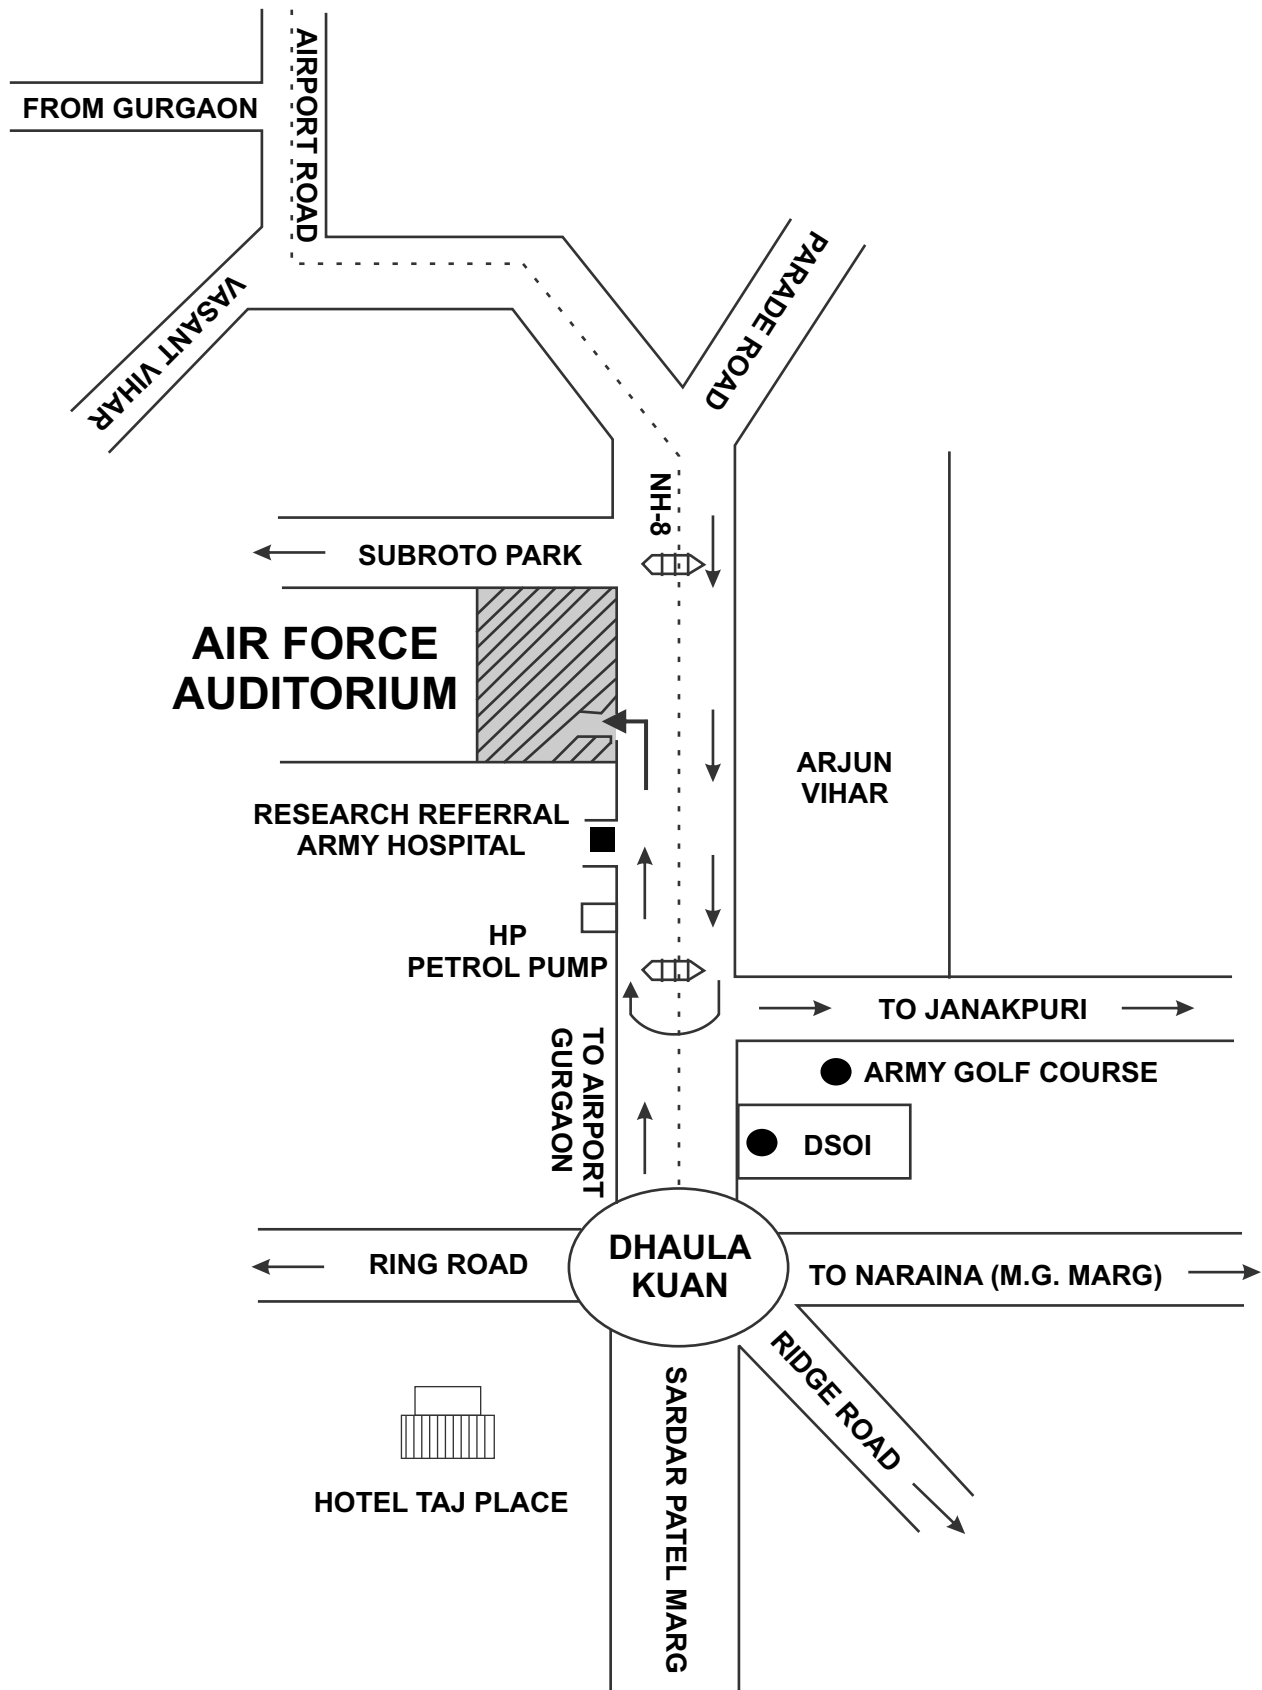 AIRPORT ROAD
FROM GURGAON
PARADE ROAD
VASANT VIHAR
NH-8
SUBROTO PARK
AIR FORCE
AUDITORIUM
ARJUN
VIHAR
RESEARCH REFERRAL
ARMY HOSPITAL
HP
PETROL PUMP
TO JANAKPURI
TO AIRPORT
GURGAON
ARMY GOLF COURSE
DSOI
DHAULA
KUAN
RING ROAD
TO NARAINA (M.G. MARG)
RIDGE ROAD
SARDAR PATEL MARG
HOTEL TAJ PLACE